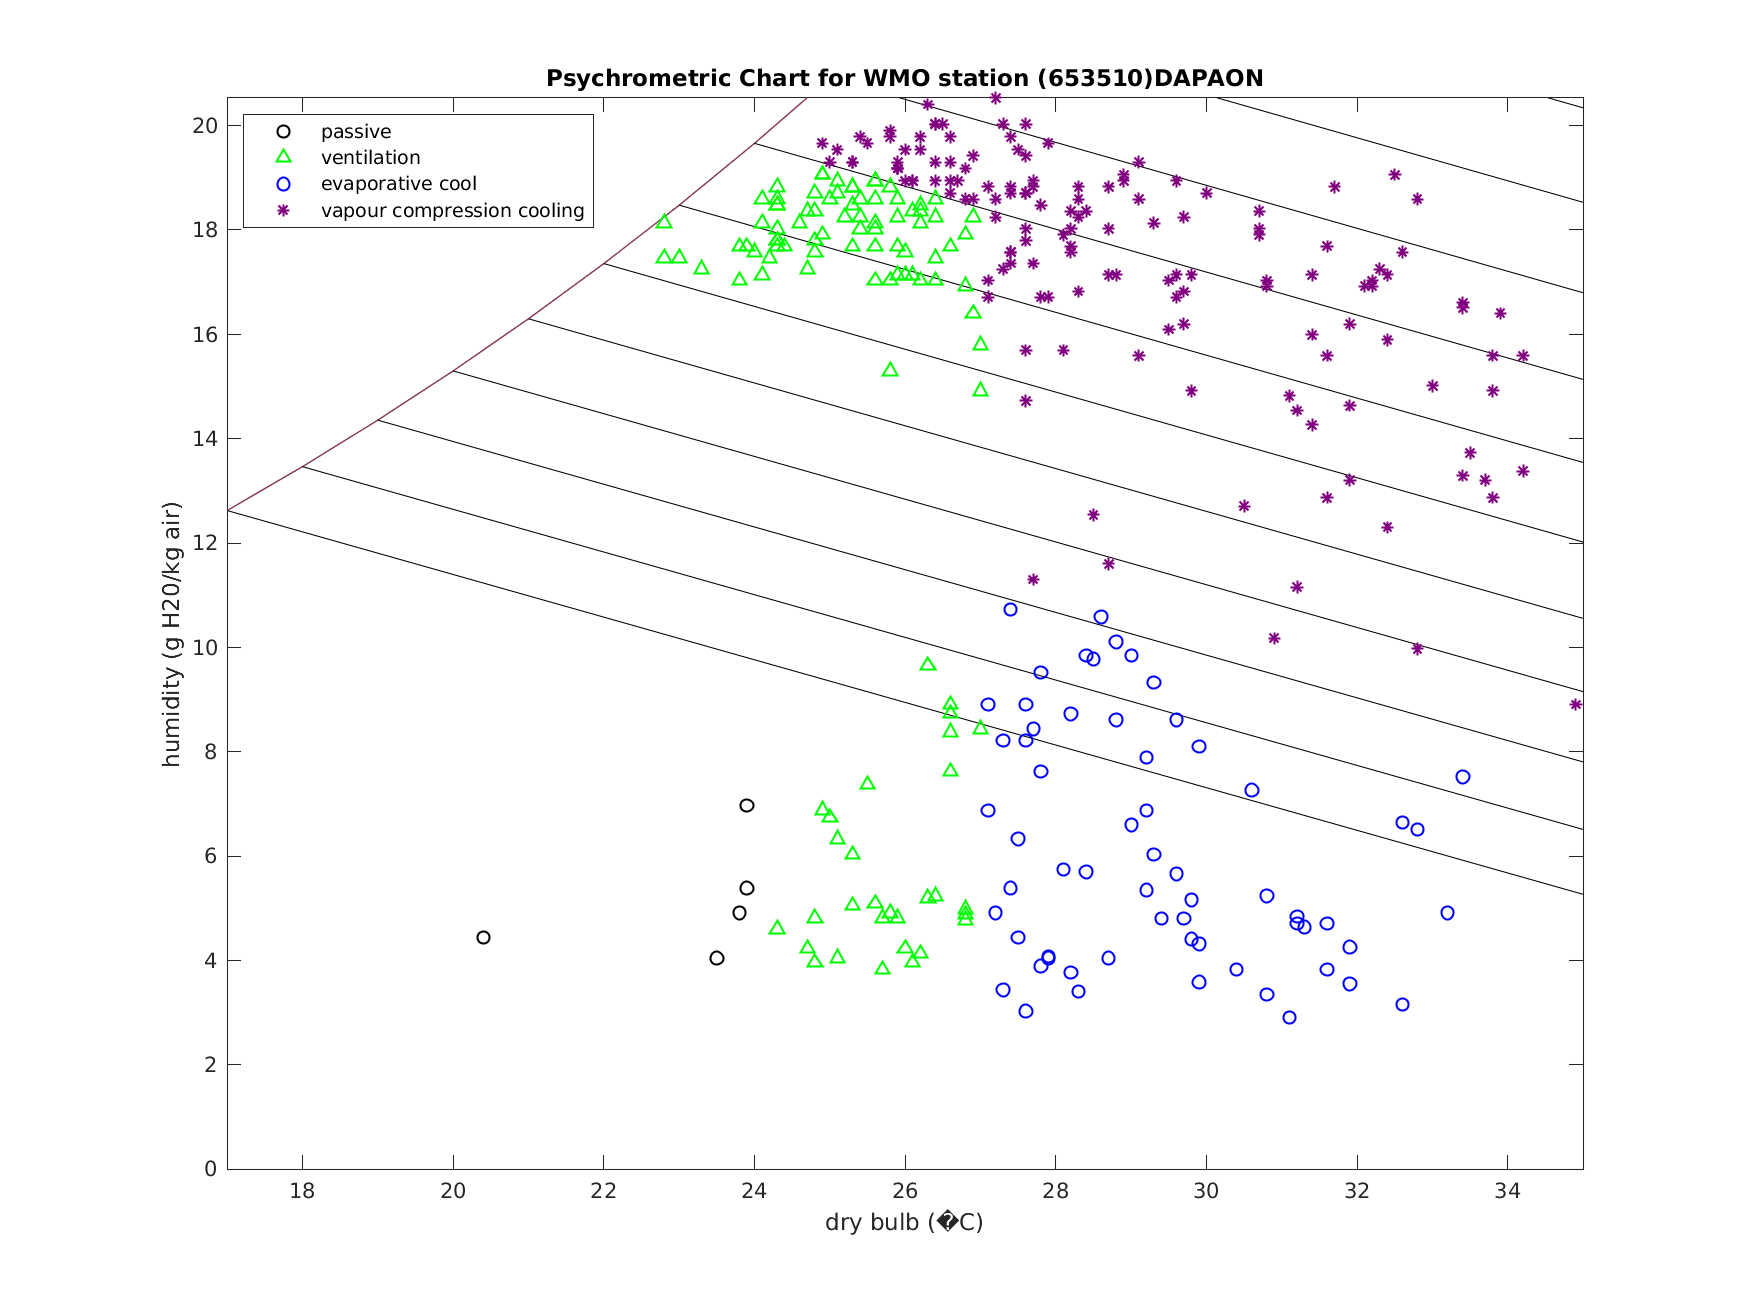 Psychrometric Chart for WMO station (653510)DAPAON
passive
ventilation
evaporative cool
vapour compression cooling
20
18
16
14
12
10
8
6
4
2
0
humidity (g H20/kg air)
18 20 22 24 26 28 30 32 34
dry bulb (�C)